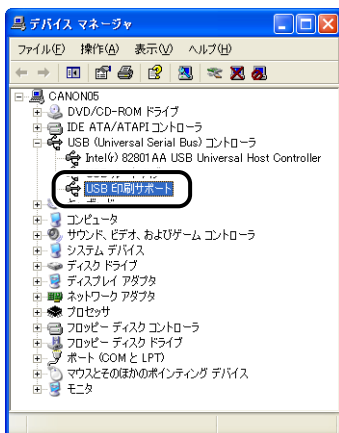 デバイス マネージャ
ファイル(F) 操作(A) 表示(V) ヘルプ(H)
CANON05
DVD/CD-ROM ドライブ
IDE ATA/ATAPI コントローラ
USB (Universal Serial Bus) コントローラ
Intel(r) 82801AA USB Universal Host Controller
USB 印刷サポート
コンピュータ
サウンド、ビデオ、およびゲーム コントローラ
システム デバイス
ディスク ドライブ
ディスプレイ アダプタ
ネットワーク アダプタ
プロセッサ
フロッピー ディスク コントローラ
フロッピー ディスク ドライブ
ポート (COM と LPT)
マウスとそのほかのポインティング デバイス
モニタ